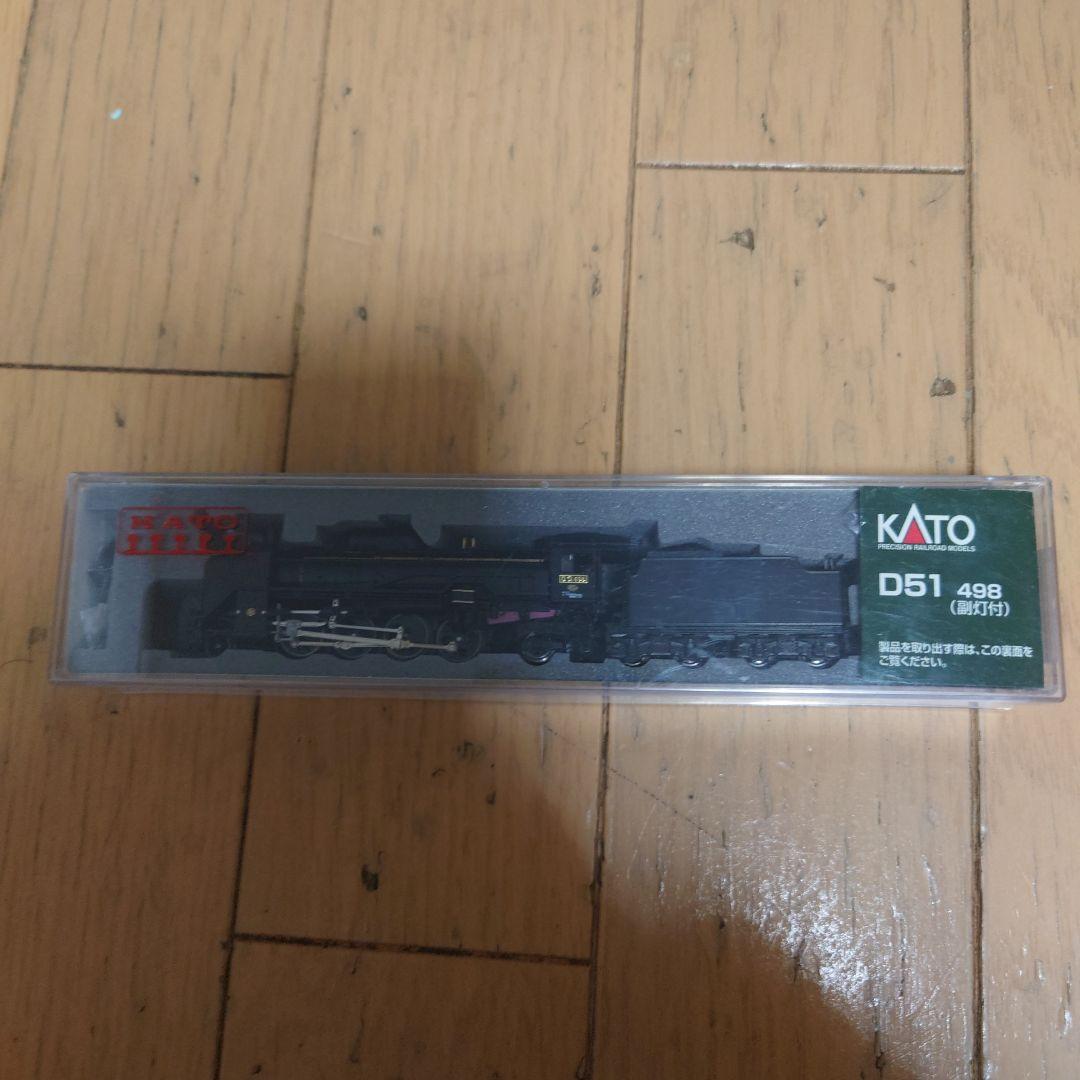 KATO
KATO
PRECISION RAILROAD MODELS
D51 498
(副灯付)
製品を取り出す際は、この裏面を
ご覧ください。